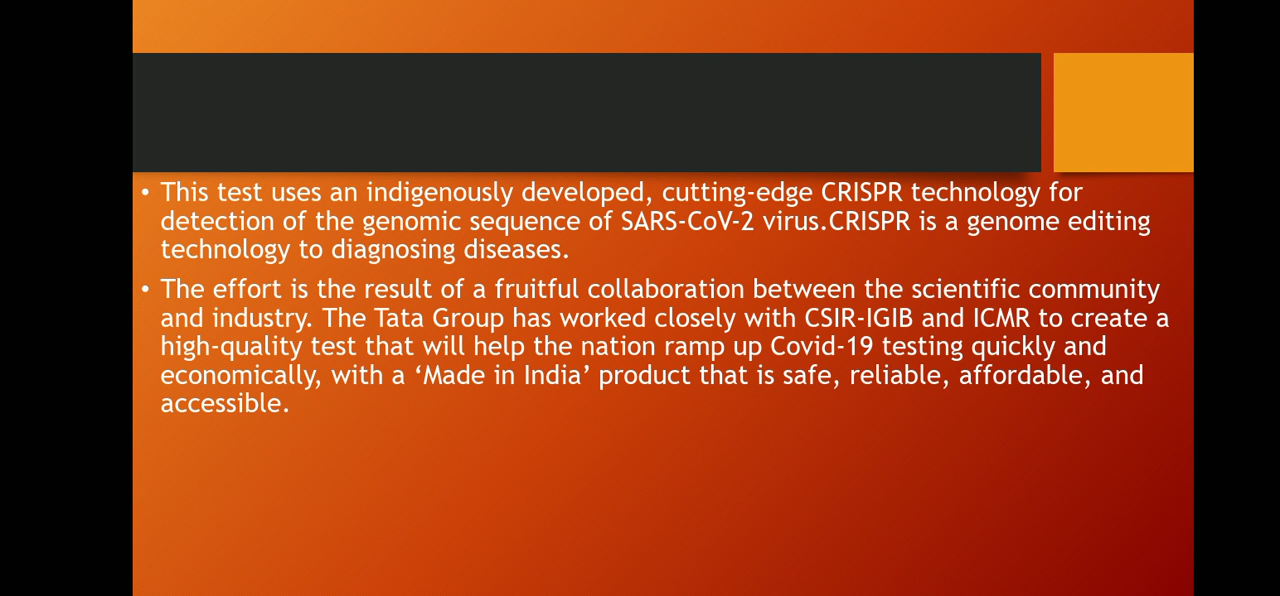 • This test uses an indigenously developed, cutting-edge CRISPR technology for
detection of the genomic sequence of SARS-CoV-2 virus.CRISPR is a genome editing
technology to diagnosing diseases.
• The effort is the result of a fruitful collaboration between the scientific community
and industry. The Tata Group has worked closely with CSIR-IGIB and ICMR to create a
high-quality test that will help the nation ramp up Covid-19 testing quickly and
economically, with a ‘Made in India’ product that is safe, reliable, affordable, and
accessible.